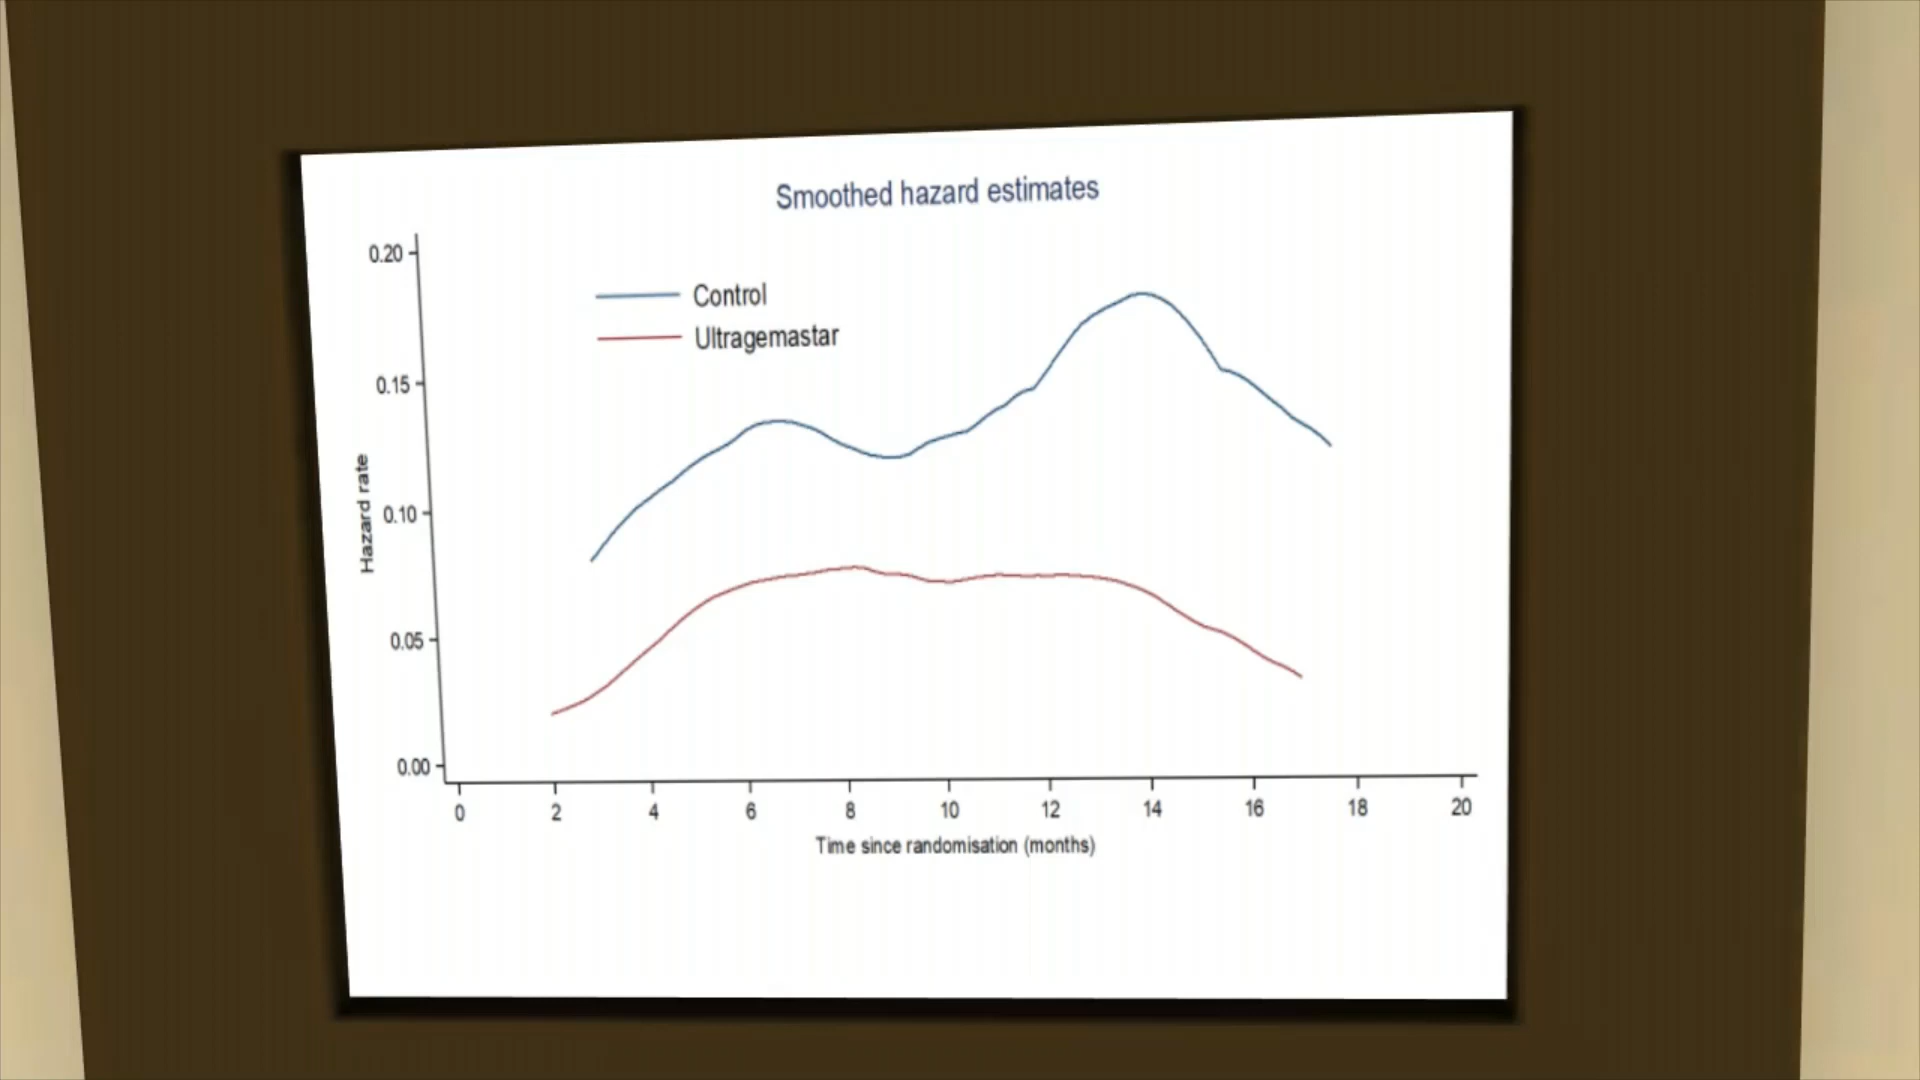 Smoothed hazard estimates
Control
Ultragemastar
0.20
0.15
0.10
0.05
0.00
Hazard rate
0 2 4 6 8 10 12 14 16 18 20
Time since randomisation (months)